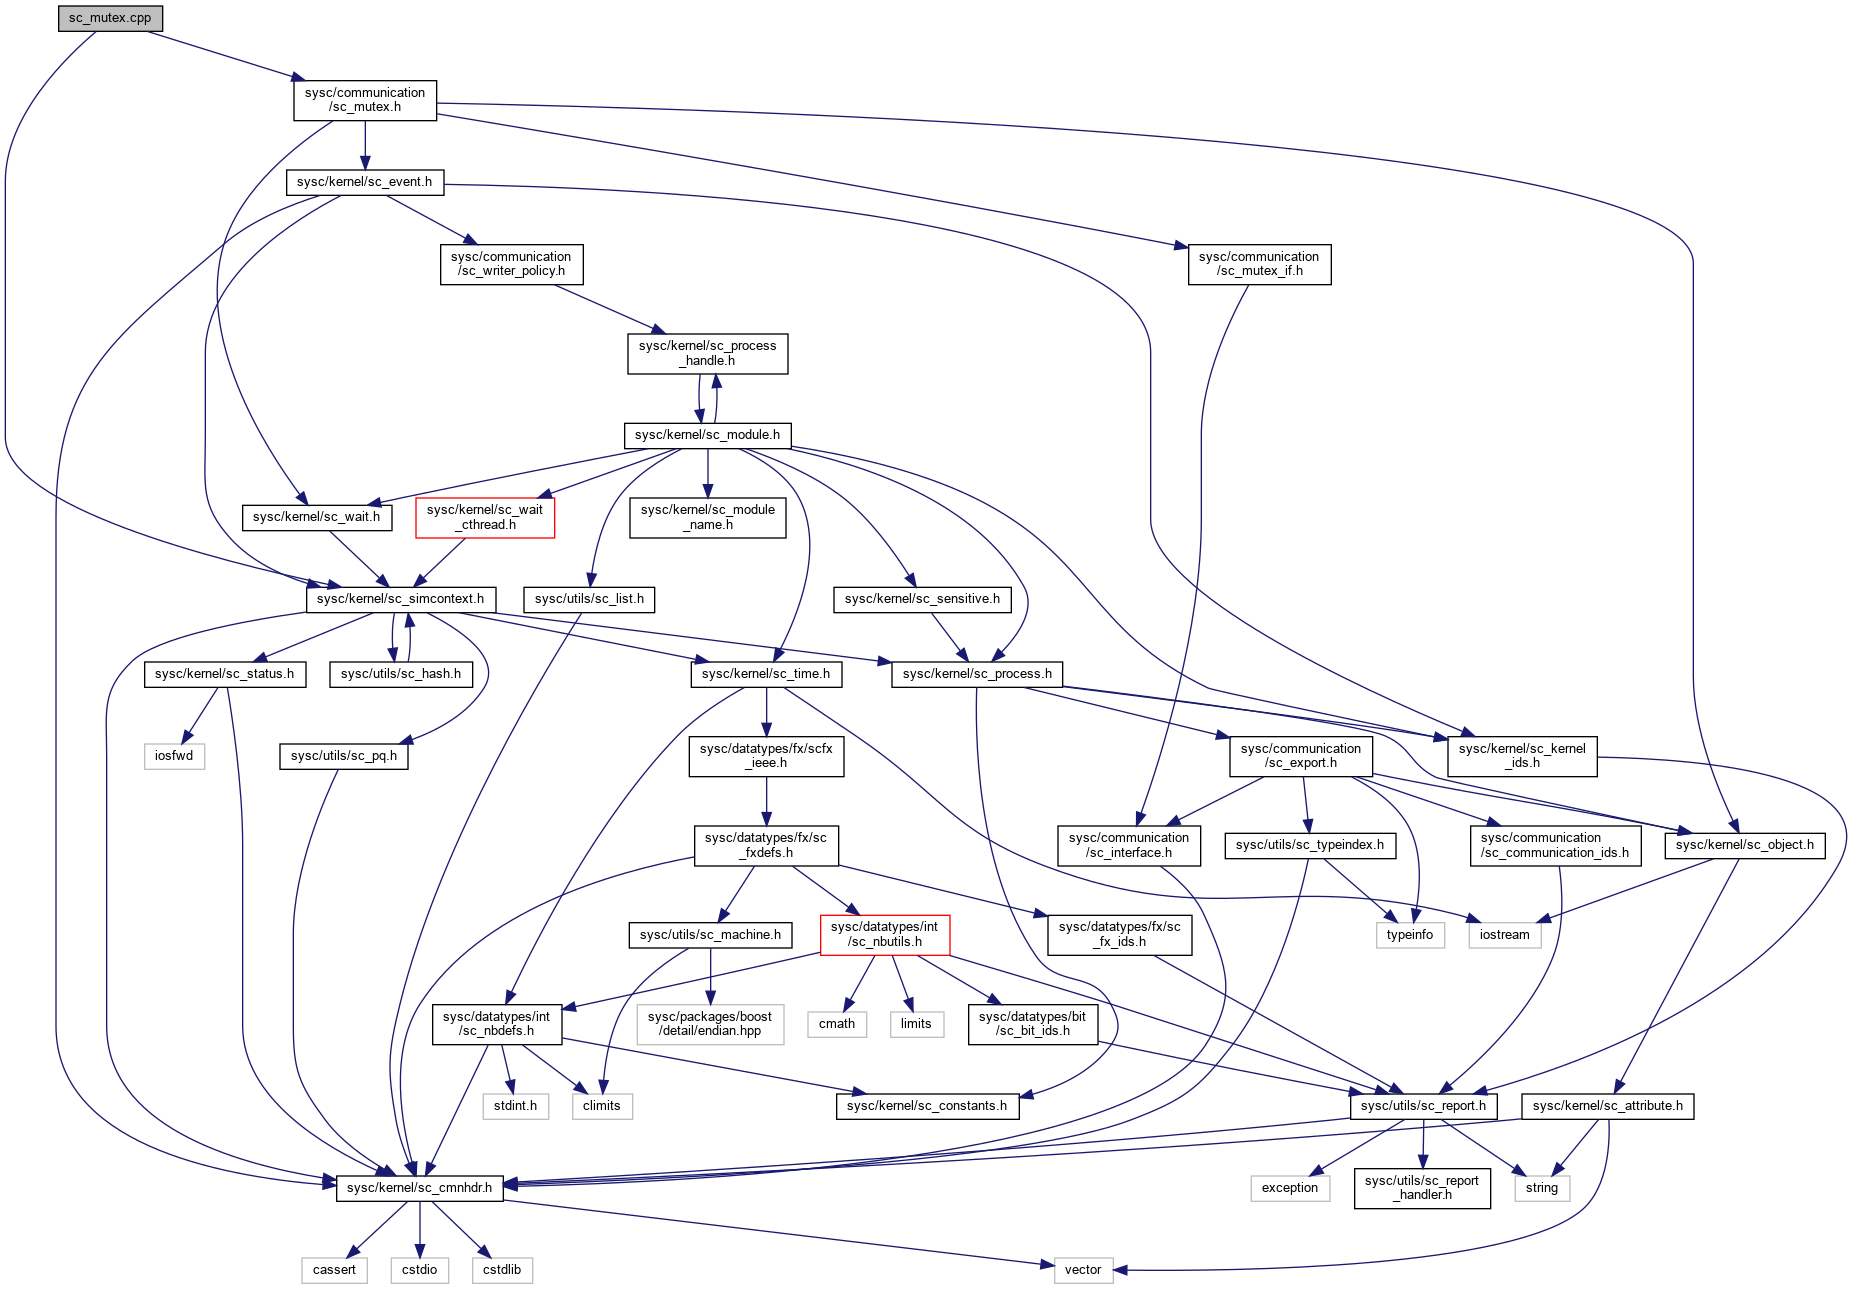 sc_mutex.cpp
sysc/communication
/sc_mutex.h
sysc/kernel/sc_event.h
sysc/communication
/sc_writer_policy.h
sysc/communication
/sc_mutex_if.h
sysc/kernel/sc_process
_handle.h
sysc/kernel/sc_module.h
sysc/kernel/sc_wait.h
sysc/kernel/sc_wait
_cthread.h
sysc/kernel/sc_module
_name.h
sysc/kernel/sc_simcontext.h
sysc/utils/sc_list.h
sysc/kernel/sc_sensitive.h
sysc/kernel/sc_status.h
sysc/utils/sc_hash.h
sysc/kernel/sc_time.h
sysc/kernel/sc_process.h
iosfwd
sysc/utils/sc_pq.h
sysc/datatypes/fx/scfx
_ieee.h
sysc/communication
/sc_export.h
sysc/kernel/sc_kernel
_ids.h
sysc/datatypes/fx/sc
_fxdefs.h
sysc/communication
/sc_interface.h
sysc/utils/sc_typeindex.h
sysc/communication
/sc_communication_ids.h
sysc/kernel/sc_object.h
sysc/utils/sc_machine.h
sysc/datatypes/int
/sc_nbutils.h
sysc/datatypes/fx/sc
_fx_ids.h
typeinfo
iostream
sysc/datatypes/int
/sc_nbdefs.h
sysc/packages/boost
/detail/endian.hpp
cmath
limits
sysc/datatypes/bit
/sc_bit_ids.h
stdint.h
climits
sysc/kernel/sc_constants.h
sysc/utils/sc_report.h
sysc/kernel/sc_attribute.h
sysc/kernel/sc_cmnhdr.h
exception
sysc/utils/sc_report
_handler.h
string
cassert
cstdio
cstdlib
vector